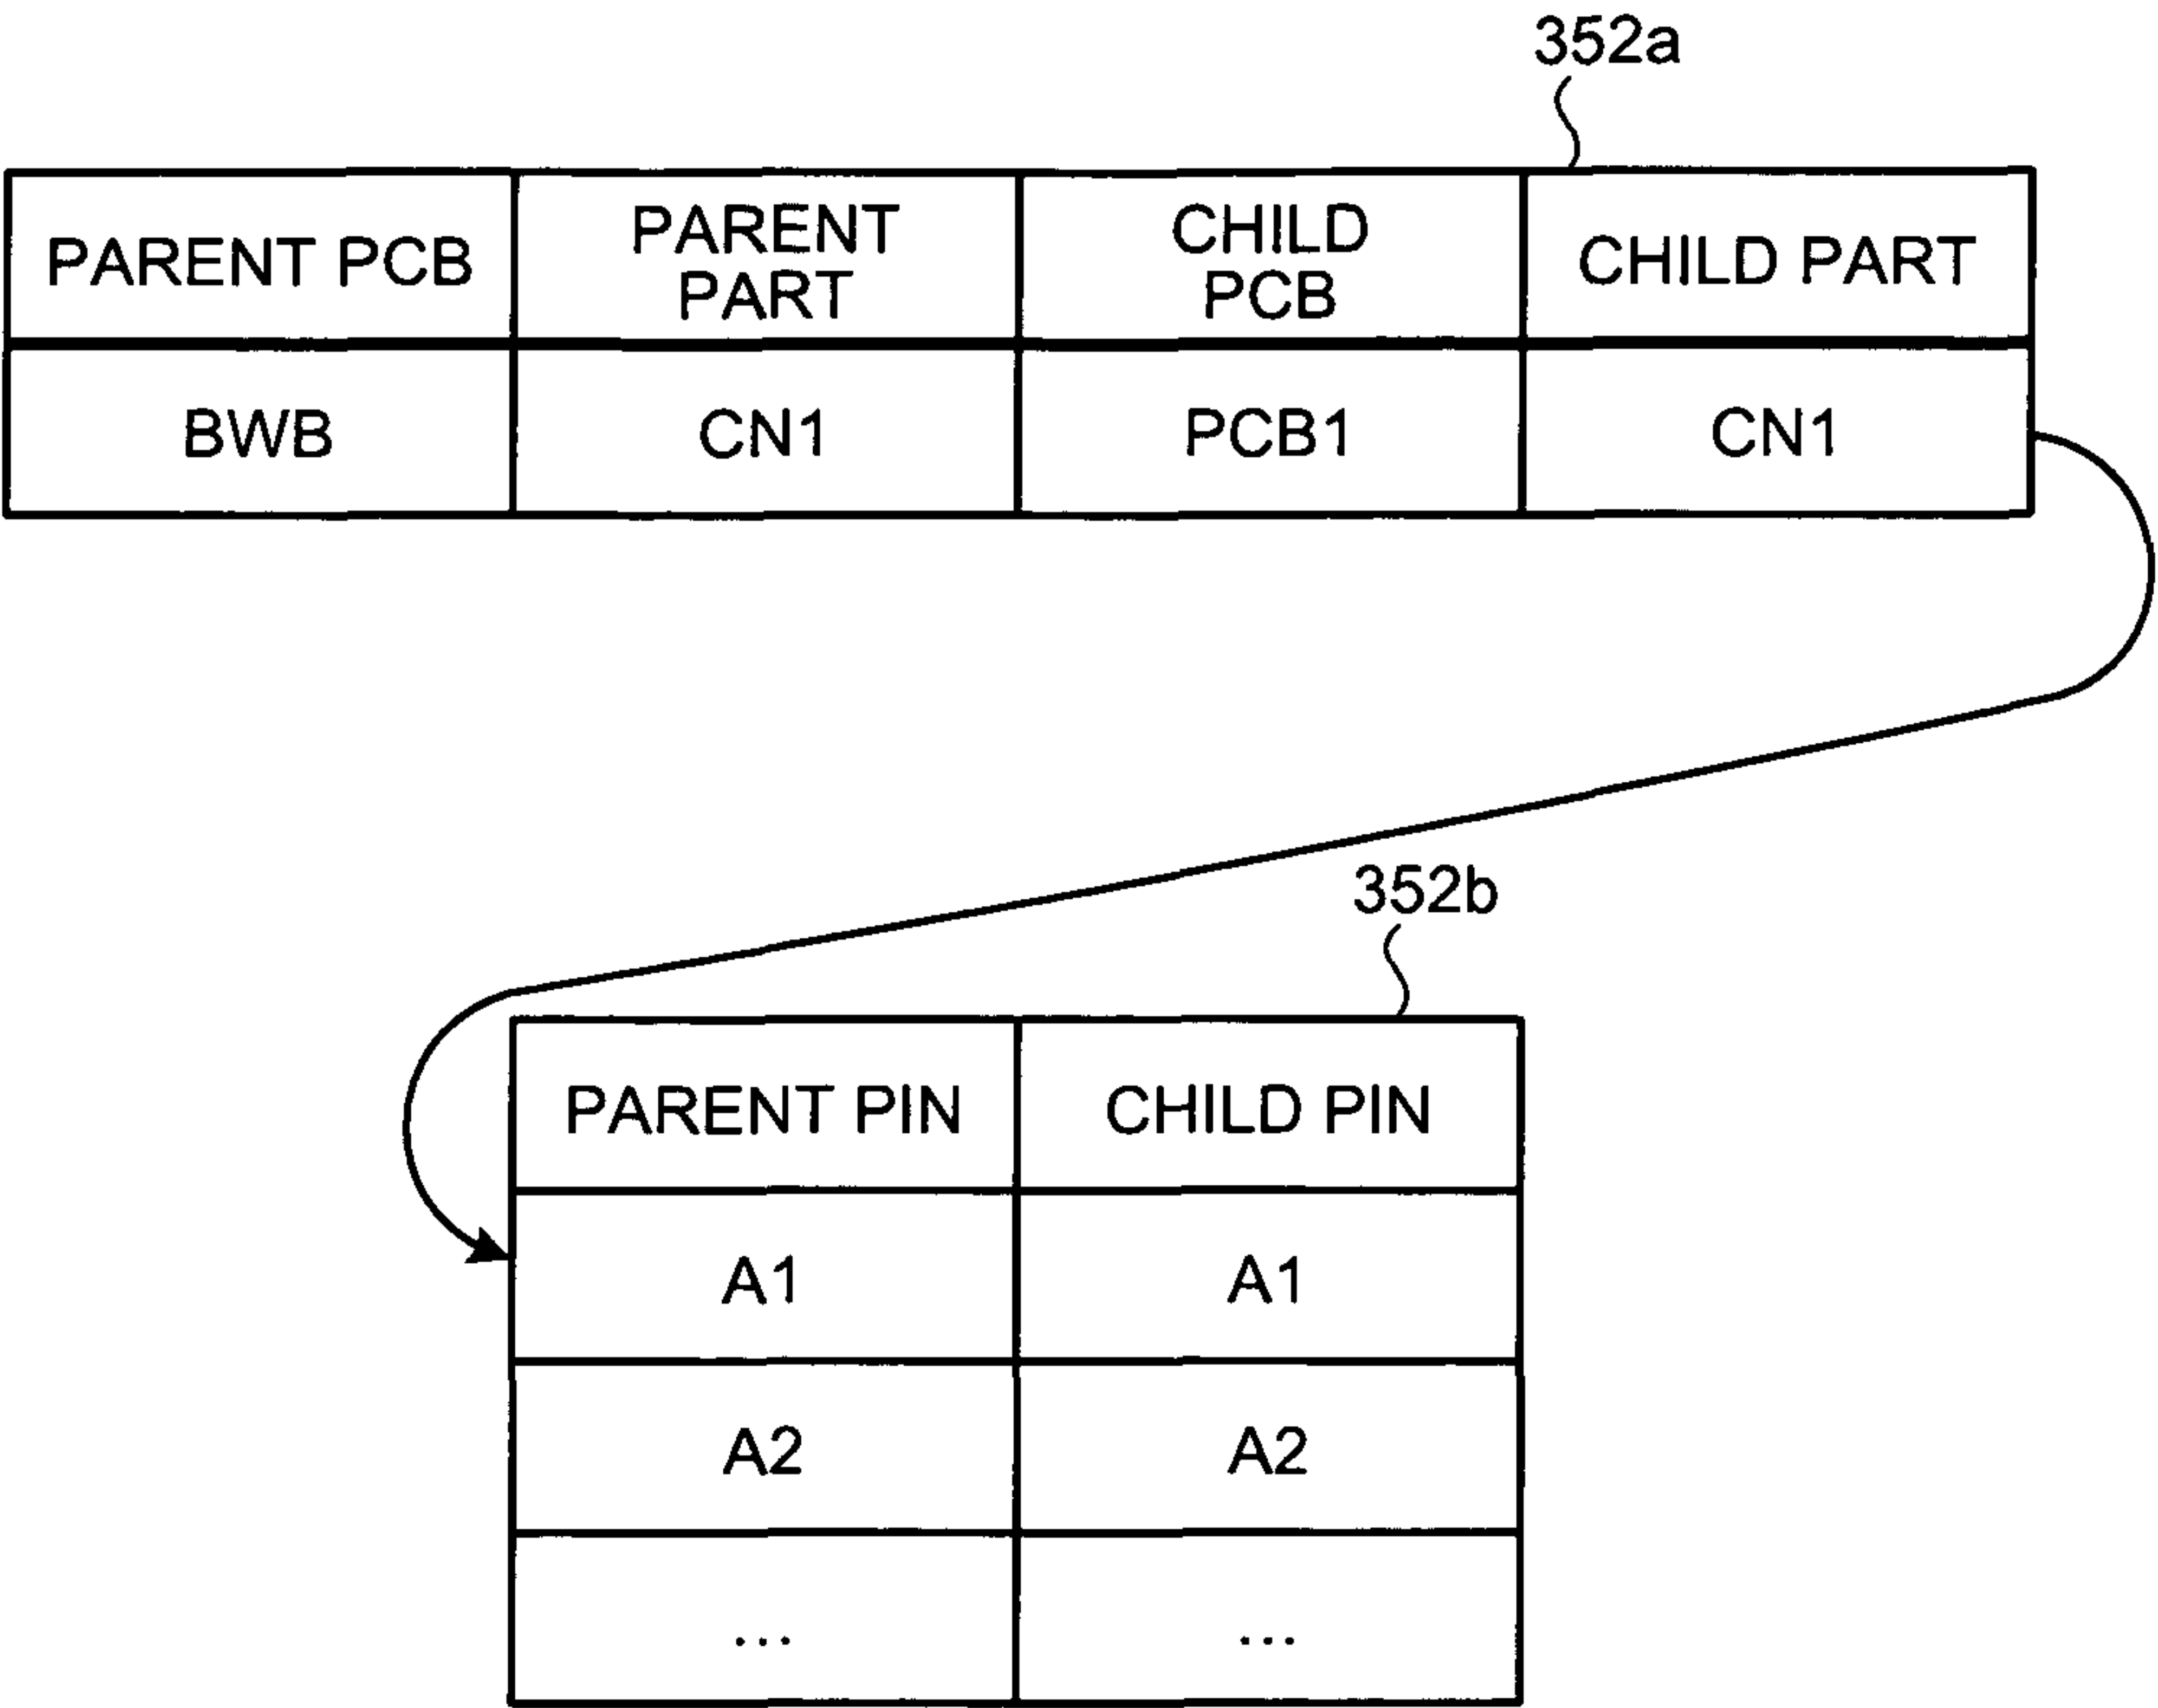 352a
PARENT PCB
PARENT
PART
CHILD
PCB
CHILD PART
BWB
CN1
PCB1
CN1
352b
PARENT PIN
CHILD PIN
A1
A1
A2
A2
...
...